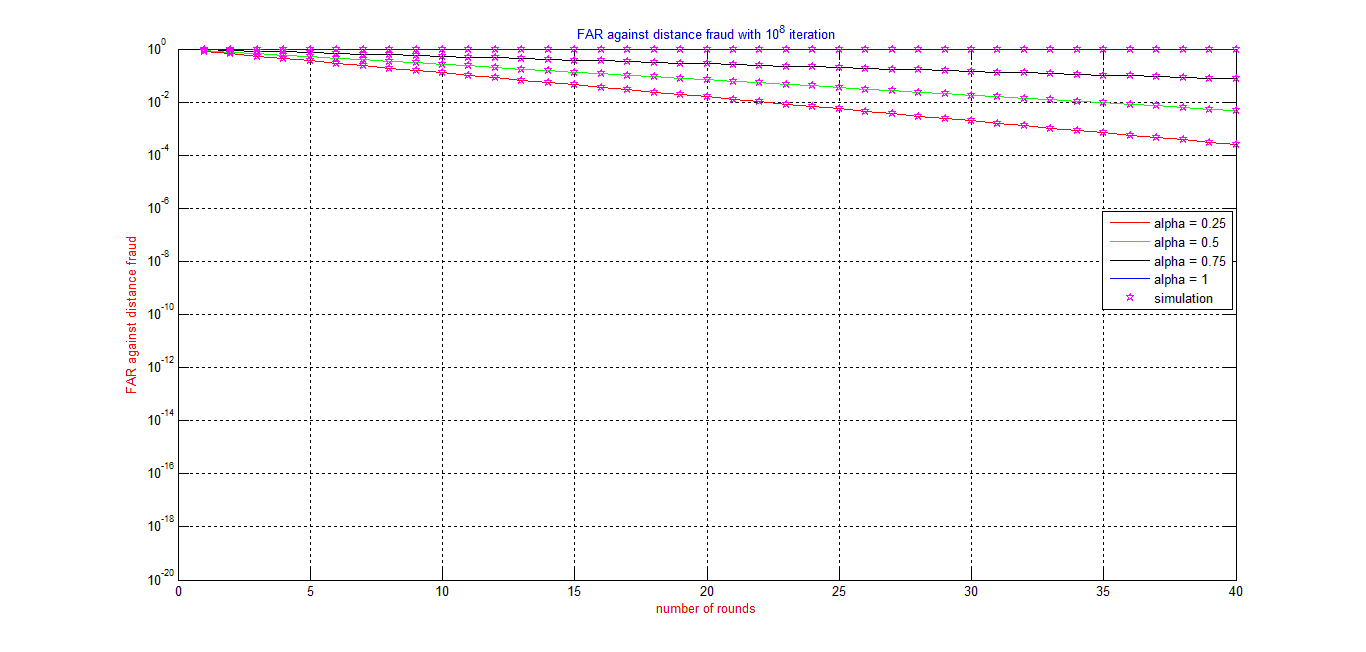 FAR against distance fraud with 10^8 iteration
FAR against distance fraud
10^0
10^-2
10^-4
10^-6
10^-8
10^-10
10^-12
10^-14
10^-16
10^-18
10^-20
alpha = 0.25
alpha = 0.5
alpha = 0.75
alpha = 1
simulation
0 5 10 15 20 25 30 35 40
number of rounds